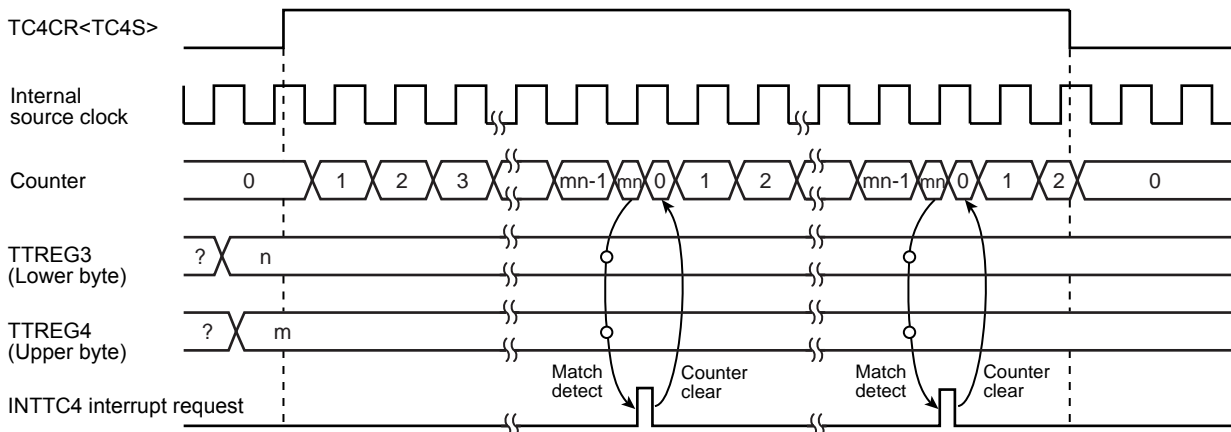 TC4CR<TC4S>
Internal
source clock
Counter
0 1 2 3 mn-1 mn 0 1 2 mn-1 mn 0 1 2 0
TTREG3
(Lower byte)
? n
TTREG4
(Upper byte)
? m
Match
detect
Counter
clear
Match
detect
Counter
clear
INTTC4 interrupt request